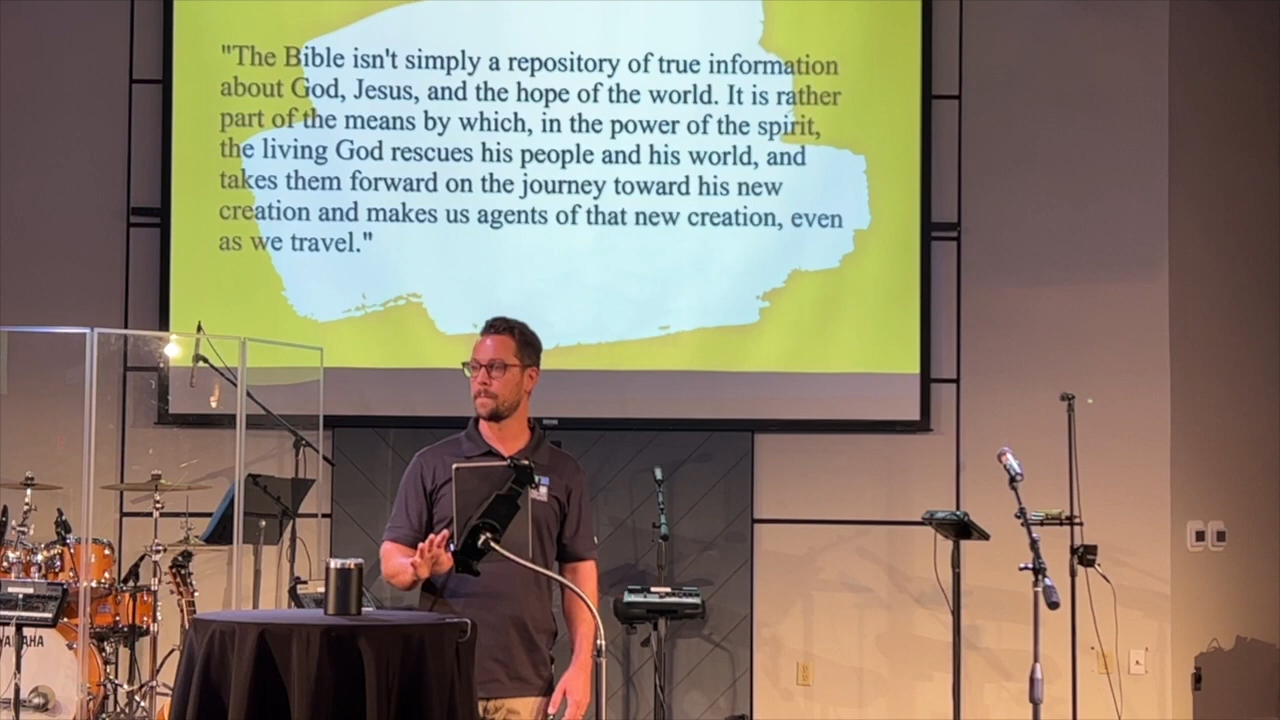 "The Bible isn't simply a repository of true information
about God, Jesus, and the hope of the world. It is rather
part of the means by which, in the power of the spirit,
the living God rescues his people and his world, and
takes them forward on the journey toward his new
creation and makes us agents of that new creation, even
as we travel."
YAMAHA